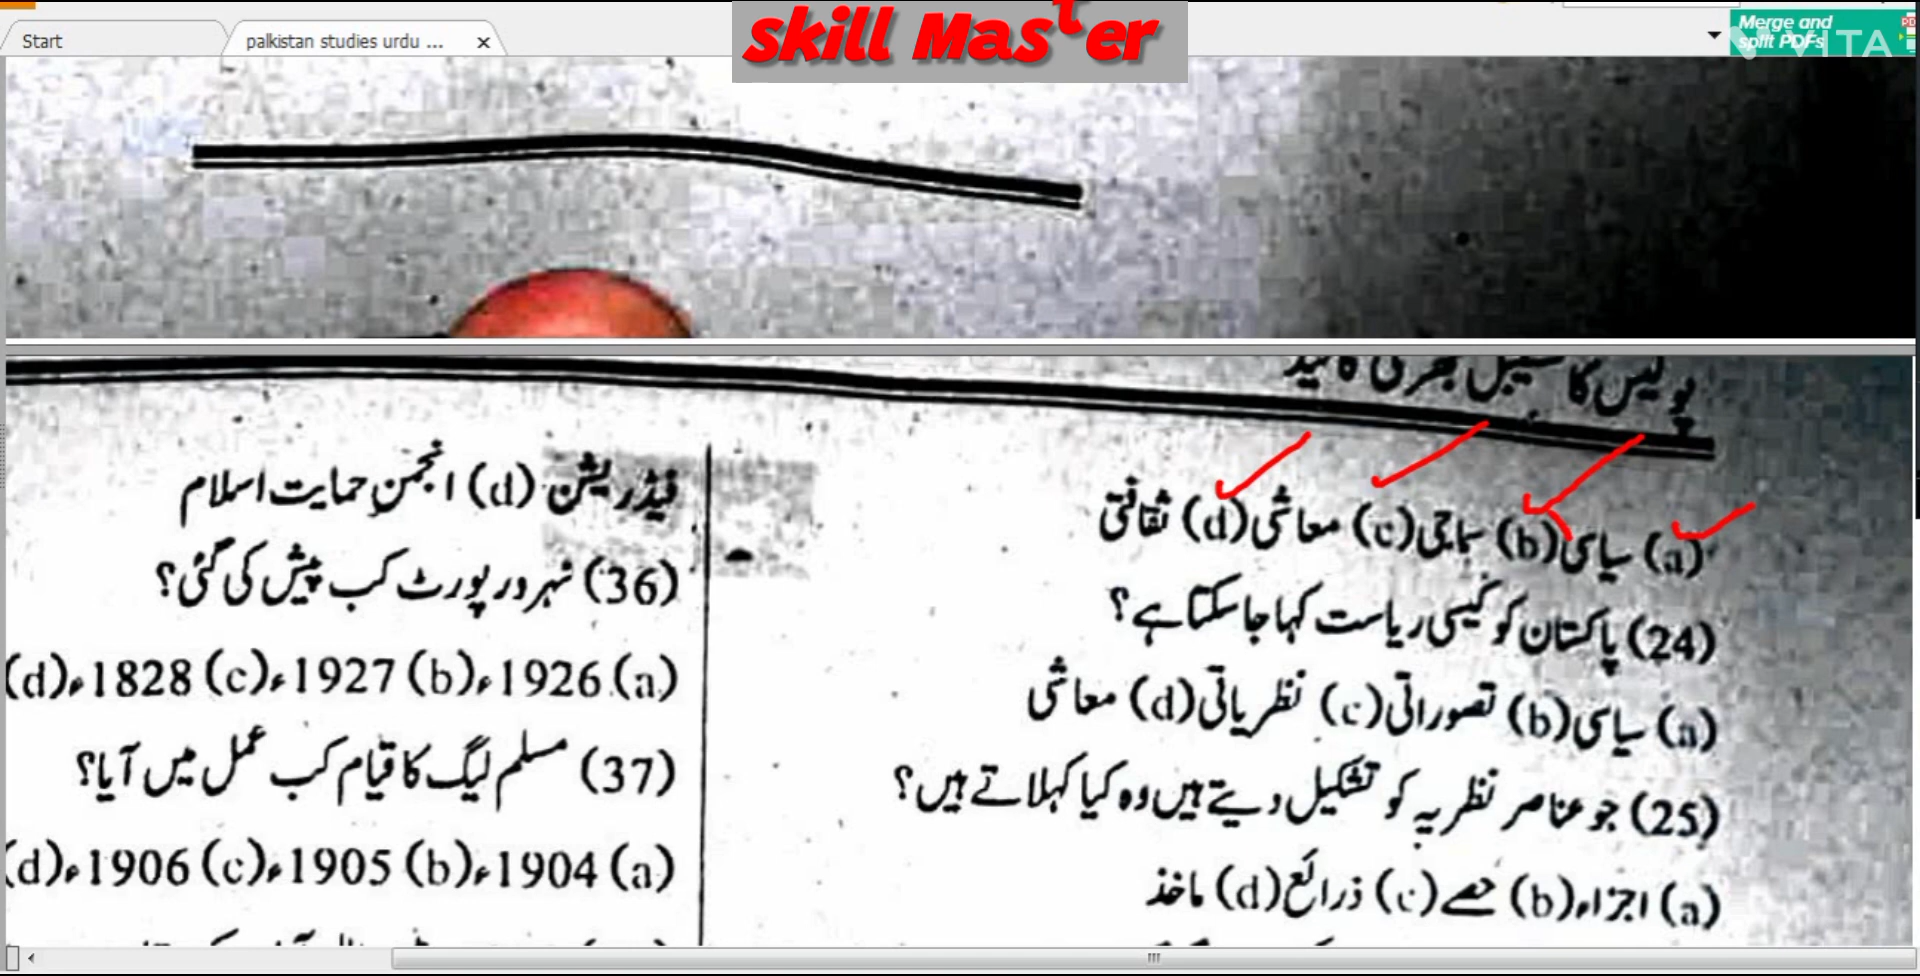 Start
palkistan studies urdu ...
skill Master
Merge and
split PDFs
VITA
پولیس کانسٹیبل بھرتی گائیڈ
(a) سیاسی (b) سماجی (c) معاشی (d) ثقافتی
(24) پاکستان کو کیسی ریاست کہا جا سکتا ہے؟
(a) سیاسی (b) تصوراتی (c) نظریاتی (d) معاشی
(25) جو عناصر نظریہ کو تشکیل دیتے ہیں وہ کیا کہلاتے ہیں؟
(a) اجزاء (b) حصے (c) ذرائع (d) ماخذ
فیڈریشن (d) انجمن حمایت اسلام
(36) نہرو رپورٹ کب پیش کی گئی؟
(a) 1926ء (b) 1927ء (c) 1828ء (d)
(37) مسلم لیگ کا قیام کب عمل میں آیا؟
(a) 1904ء (b) 1905ء (c) 1906ء (d)